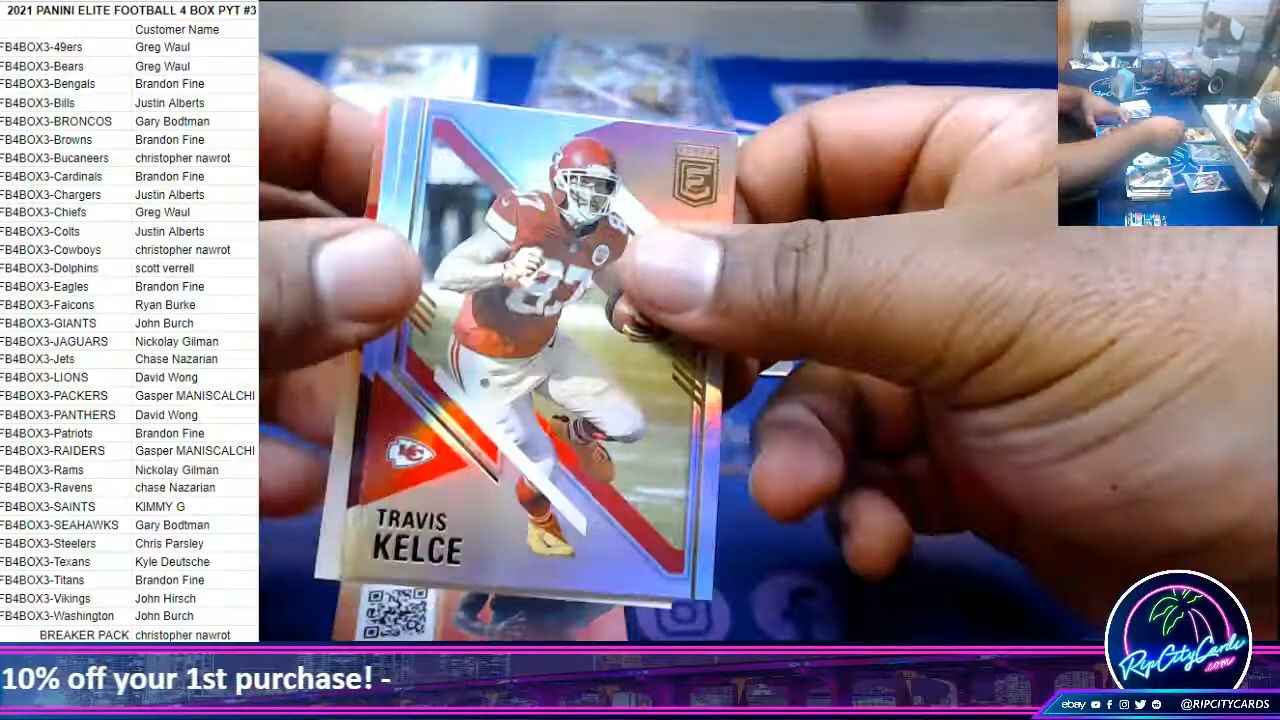 2021 PANINI ELITE FOOTBALL 4 BOX PYT #3
Customer Name
FB4BOX3-49ers Greg Waul
FB4BOX3-Bears Greg Waul
FB4BOX3-Bengals Brandon Fine
FB4BOX3-Bills Justin Alberts
FB4BOX3-BRONCOS Gary Bodtman
FB4BOX3-Browns Brandon Fine
FB4BOX3-Bucaneers christopher nawrot
FB4BOX3-Cardinals Brandon Fine
FB4BOX3-Chargers Justin Alberts
FB4BOX3-Chiefs Greg Waul
FB4BOX3-Colts Justin Alberts
FB4BOX3-Cowboys christopher nawrot
FB4BOX3-Dolphins scott verrell
FB4BOX3-Eagles Brandon Fine
FB4BOX3-Falcons Ryan Burke
FB4BOX3-GIANTS John Burch
FB4BOX3-JAGUARS Nickolay Gilman
FB4BOX3-Jets Chase Nazarian
FB4BOX3-LIONS David Wong
FB4BOX3-PACKERS Gasper MANISCALCHI
FB4BOX3-PANTHERS David Wong
FB4BOX3-Patriots Brandon Fine
FB4BOX3-RAIDERS Gasper MANISCALCHI
FB4BOX3-Rams Nickolay Gilman
FB4BOX3-Ravens chase Nazarian
FB4BOX3-SAINTS KIMMY G
FB4BOX3-SEAHAWKS Gary Bodtman
FB4BOX3-Steelers Chris Parsley
FB4BOX3-Texans Kyle Deutsche
FB4BOX3-Titans Brandon Fine
FB4BOX3-Vikings John Hirsch
FB4BOX3-Washington John Burch
BREAKER PACK christopher nawrot
E
87
87
KC
TRAVIS
KELCE
10% off your 1st purchase! -
RipCityCards
.com
ebay @RIPCITYCARDS